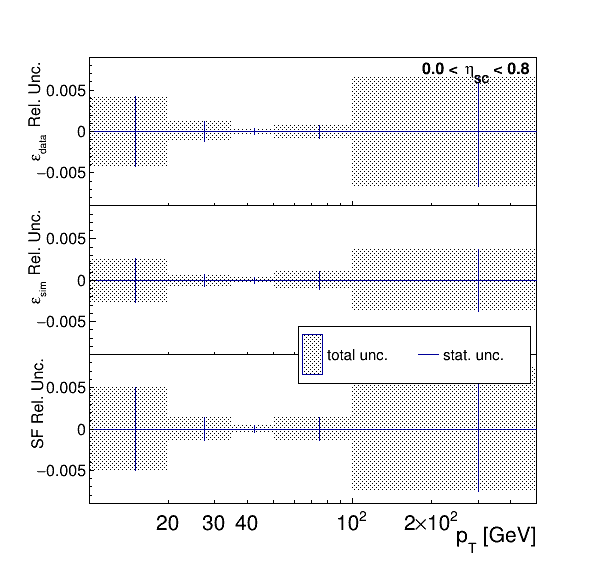 0.0 < η_sc < 0.8
ε_data Rel. Unc.
0.005
0
−0.005
ε_sim Rel. Unc.
0.005
0
−0.005
total unc. stat. unc.
SF Rel. Unc.
0.005
0
−0.005
20 30 40 10² 2×10²
p_T [GeV]